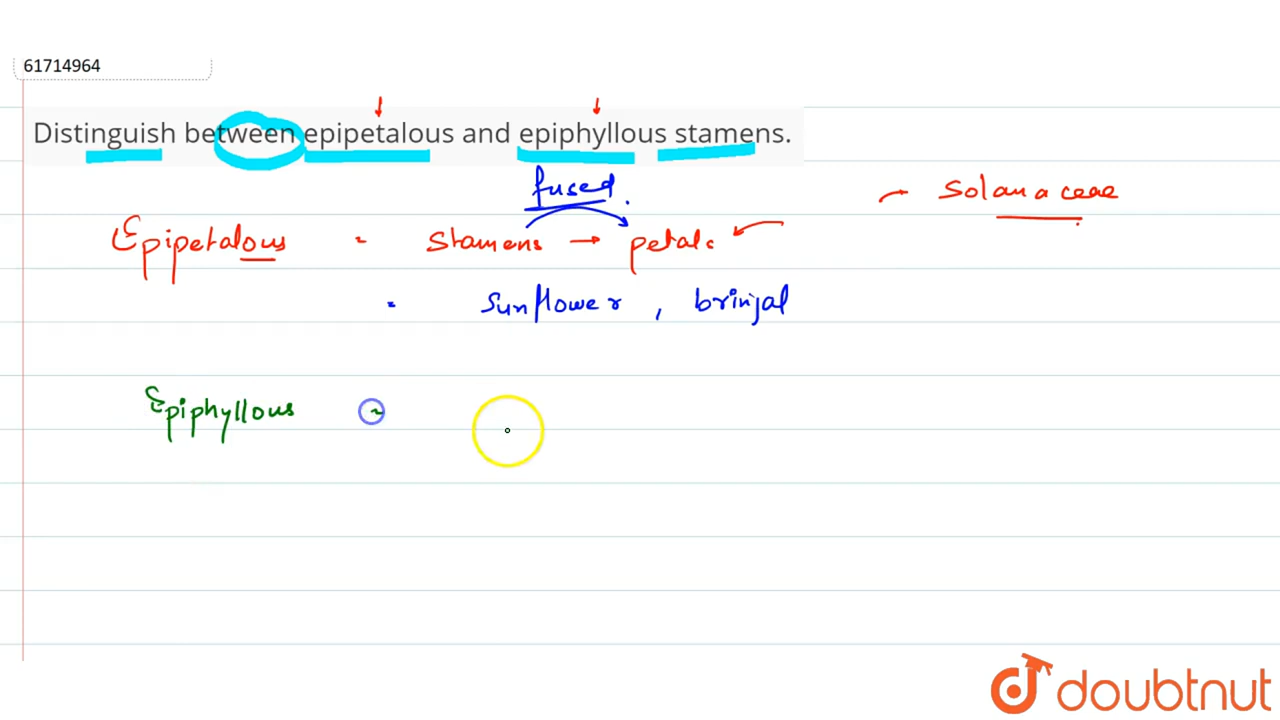 61714964
Distinguish between epipetalous and epiphyllous stamens.
fused.
Solanaceae
Epipetalous = Stamens → petals
= Sunflower, brinjal
Epiphyllous =
doubtnut